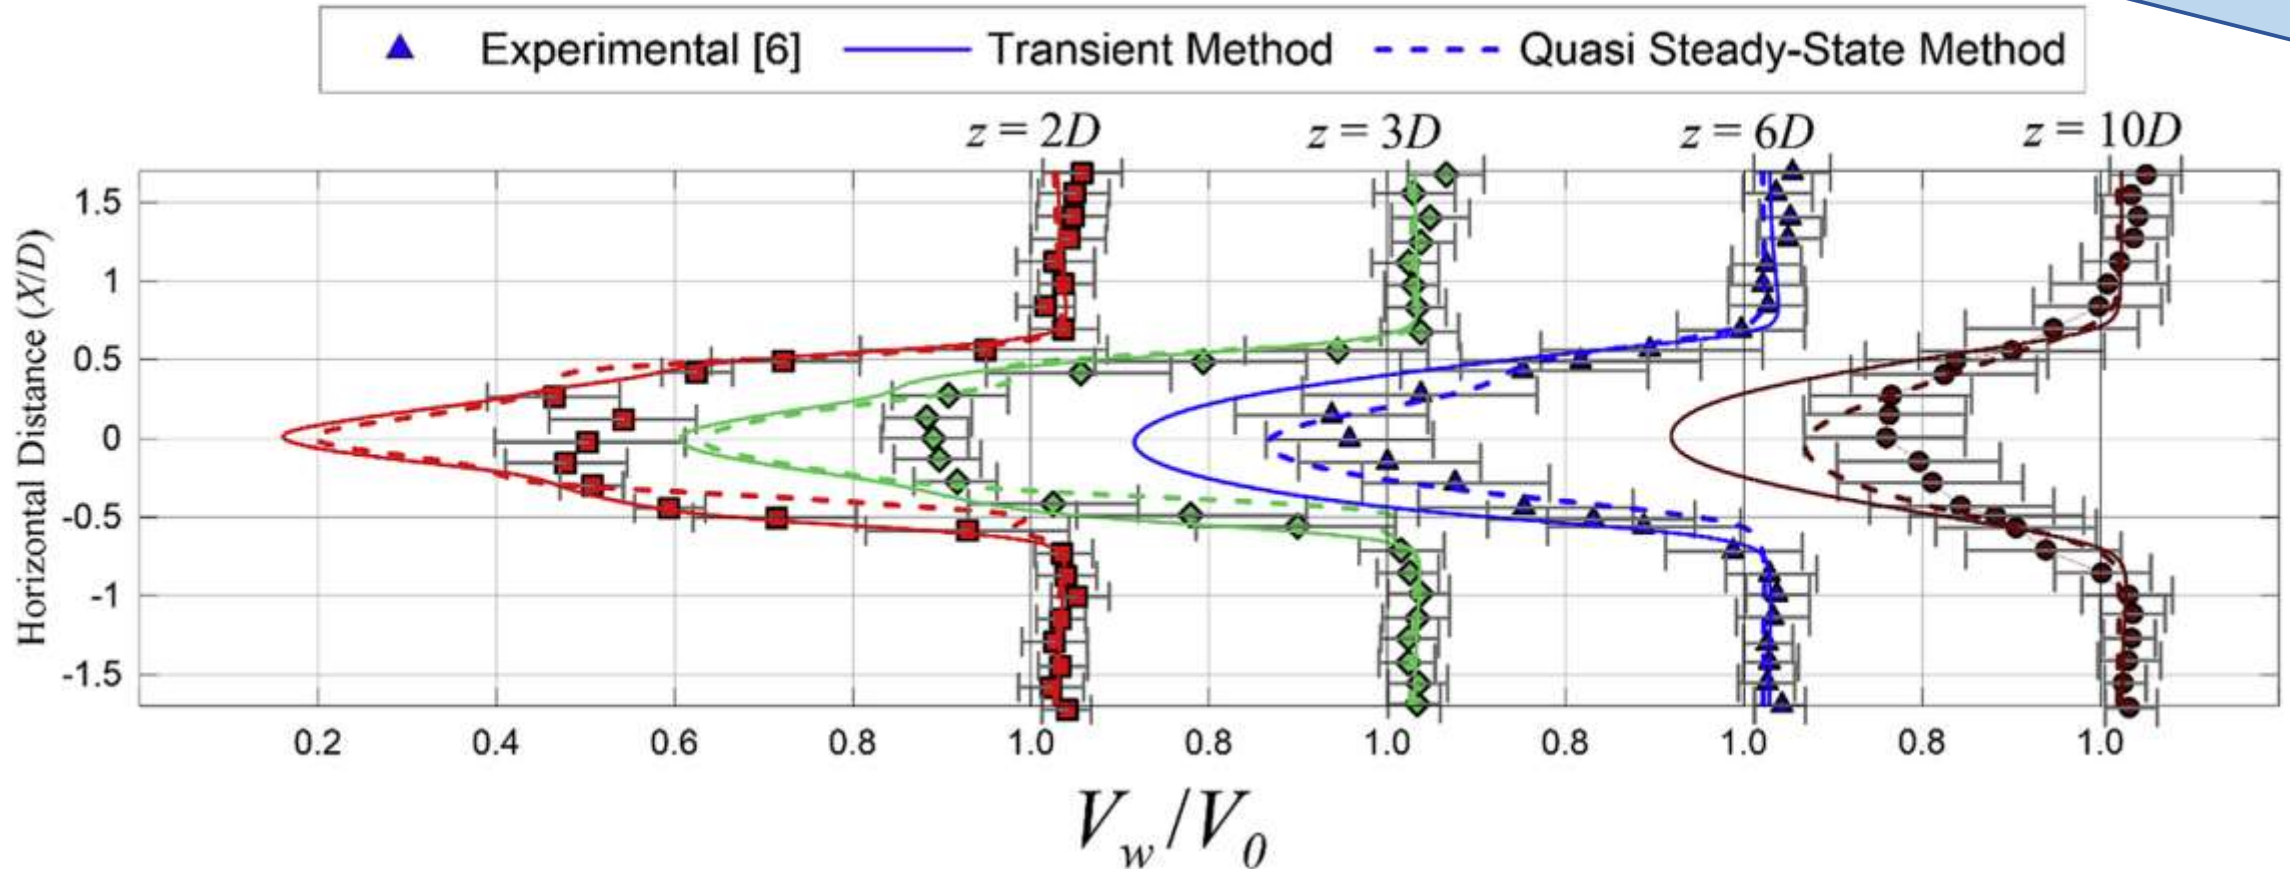 Experimental [6] Transient Method Quasi Steady-State Method
z = 2D z = 3D z = 6D z = 10D
Horizontal Distance (X/D)
1.5
1
0.5
0
-0.5
-1
-1.5
0.2 0.4 0.6 0.8 1.0 0.8 1.0 0.8 1.0 0.8 1.0
V_w/V_0